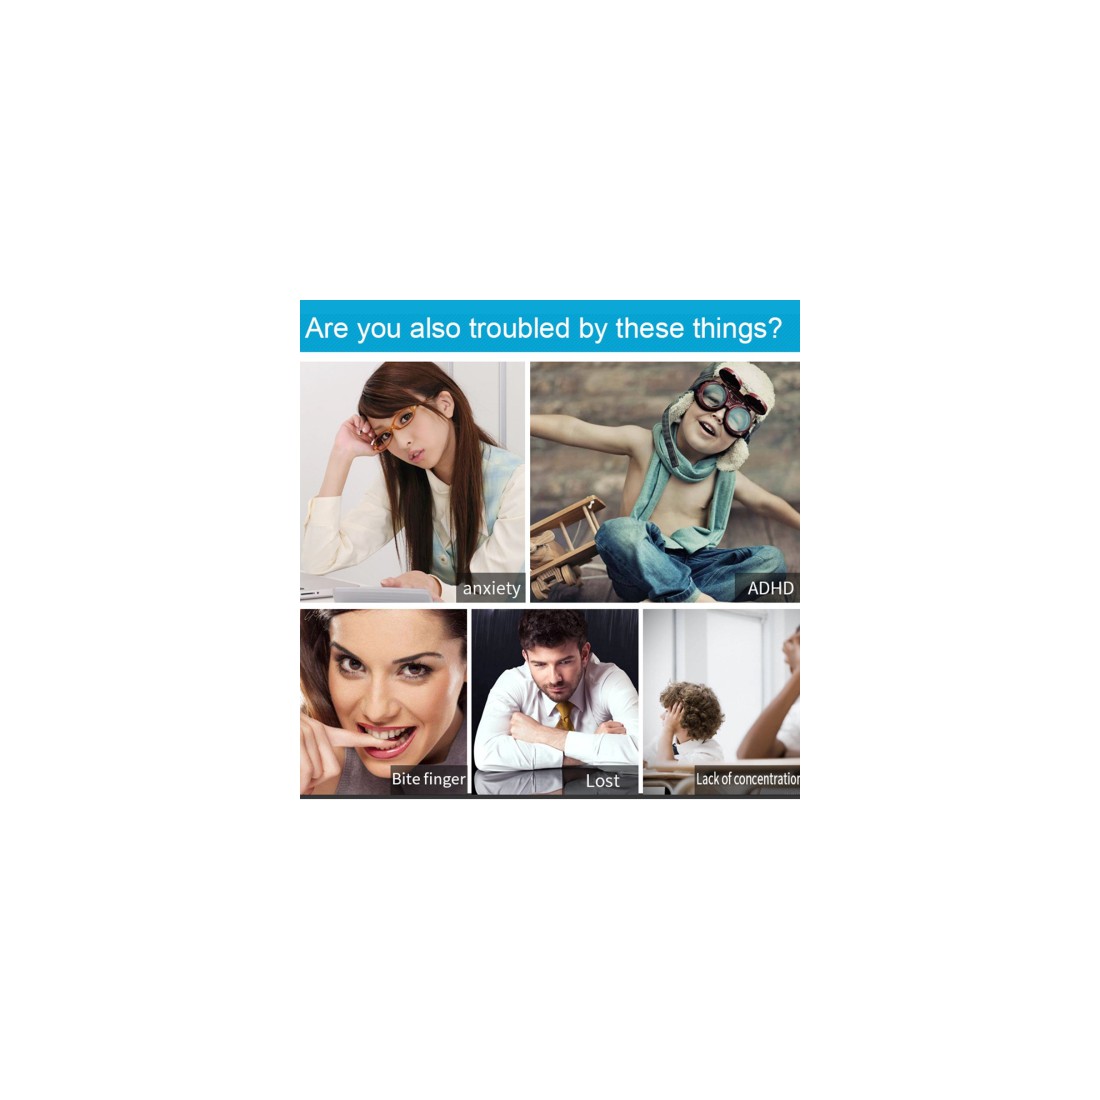 Are you also troubled by these things?
anxiety
ADHD
Bite finger
Lost
Lack of concentration